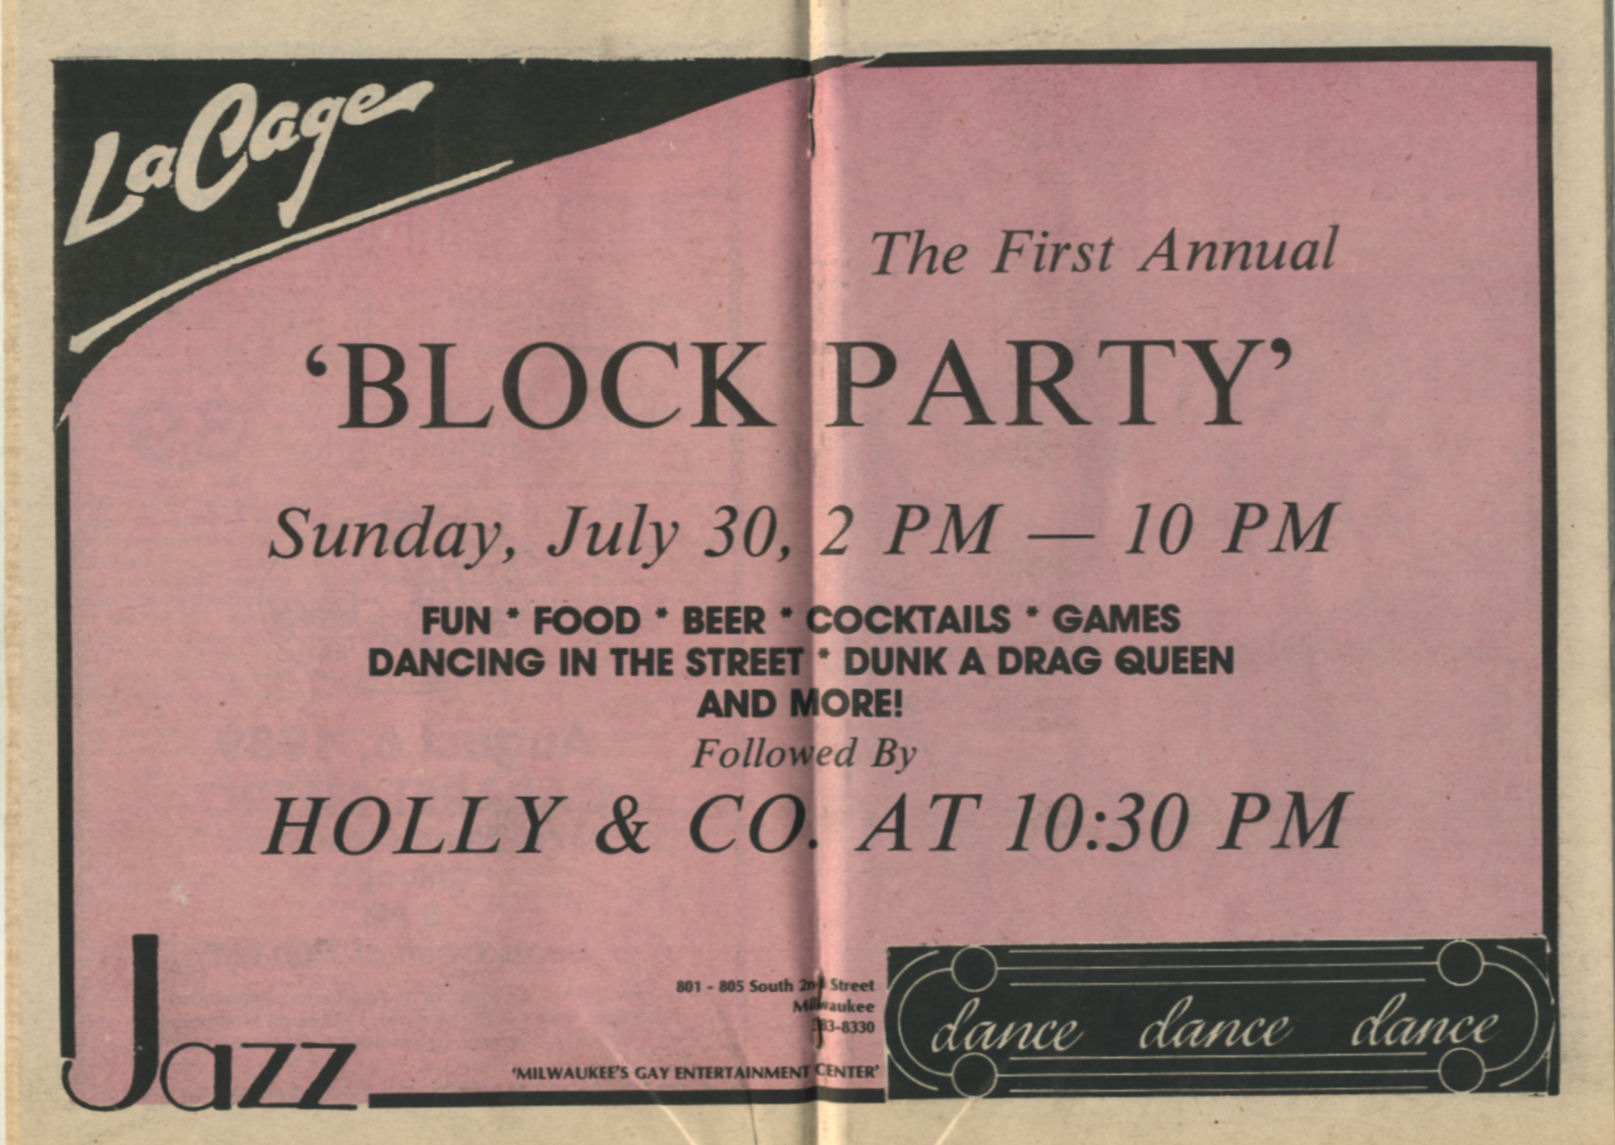 LaCage
The First Annual
'BLOCK PARTY'
Sunday, July 30, 2 PM — 10 PM
FUN * FOOD * BEER * COCKTAILS * GAMES
DANCING IN THE STREET * DUNK A DRAG QUEEN
AND MORE!
Followed By
HOLLY & CO. AT 10:30 PM
801 - 805 South 2nd Street
Milwaukee
383-8330
'MILWAUKEE'S GAY ENTERTAINMENT CENTER'
Jazz
dance dance dance